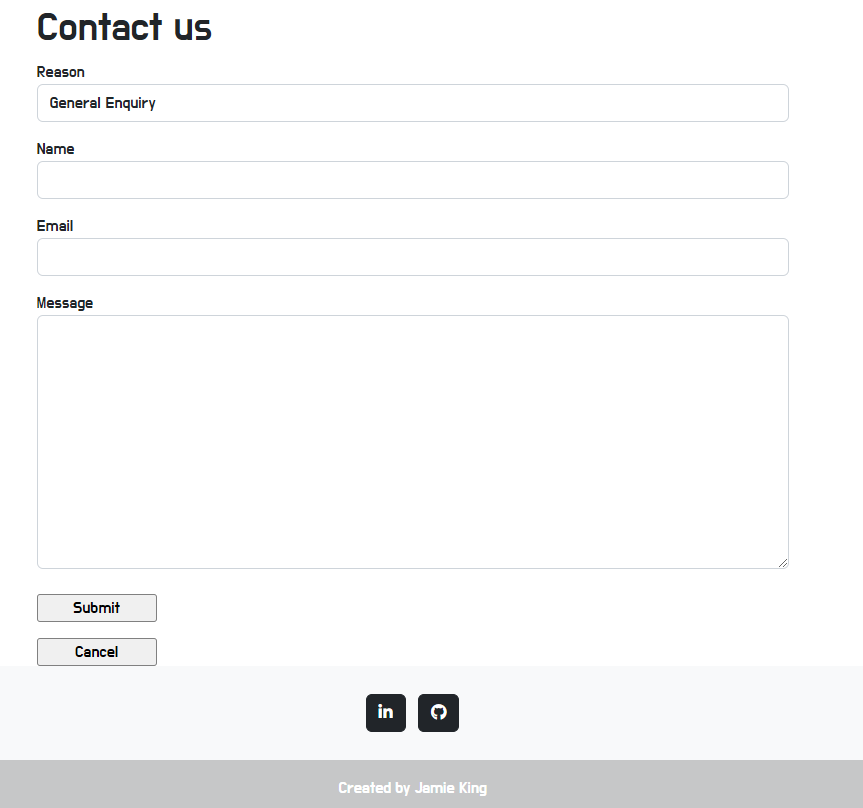 Contact us
Reason
General Enquiry
Name
Email
Message
Submit
Cancel
in
Created by Jamie King